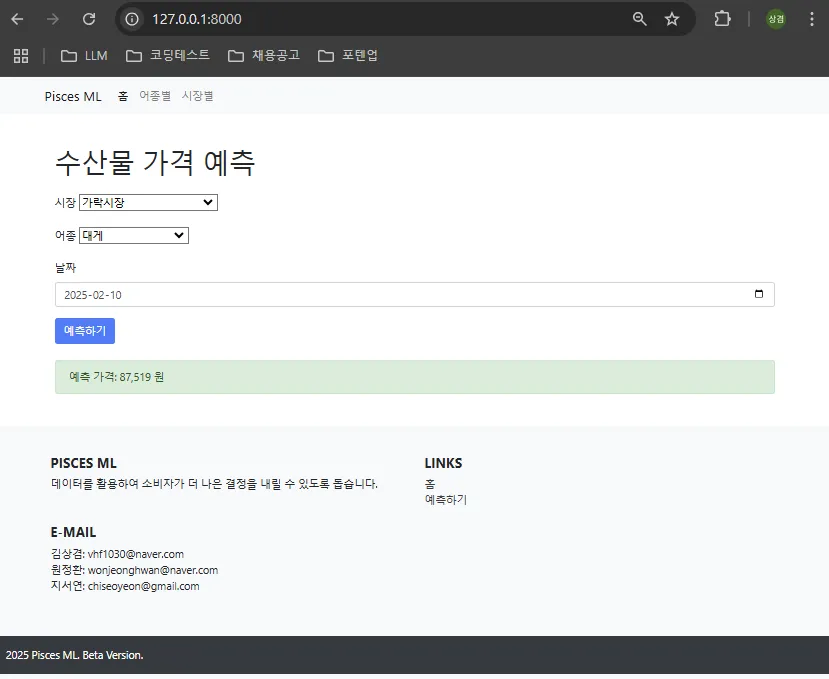 127.0.0.1:8000
상겸
LLM 코딩테스트 채용공고 포텐업
Pisces ML 홈 어종별 시장별
수산물 가격 예측
시장 가락시장
어종 대게
날짜
2025-02-10
예측하기
예측 가격: 87,519 원
PISCES ML
데이터를 활용하여 소비자가 더 나은 결정을 내릴 수 있도록 돕습니다.
LINKS
홈
예측하기
E-MAIL
김상겸: vhf1030@naver.com
원정환: wonjeonghwan@naver.com
지서연: chiseoyeon@gmail.com
2025 Pisces ML. Beta Version.